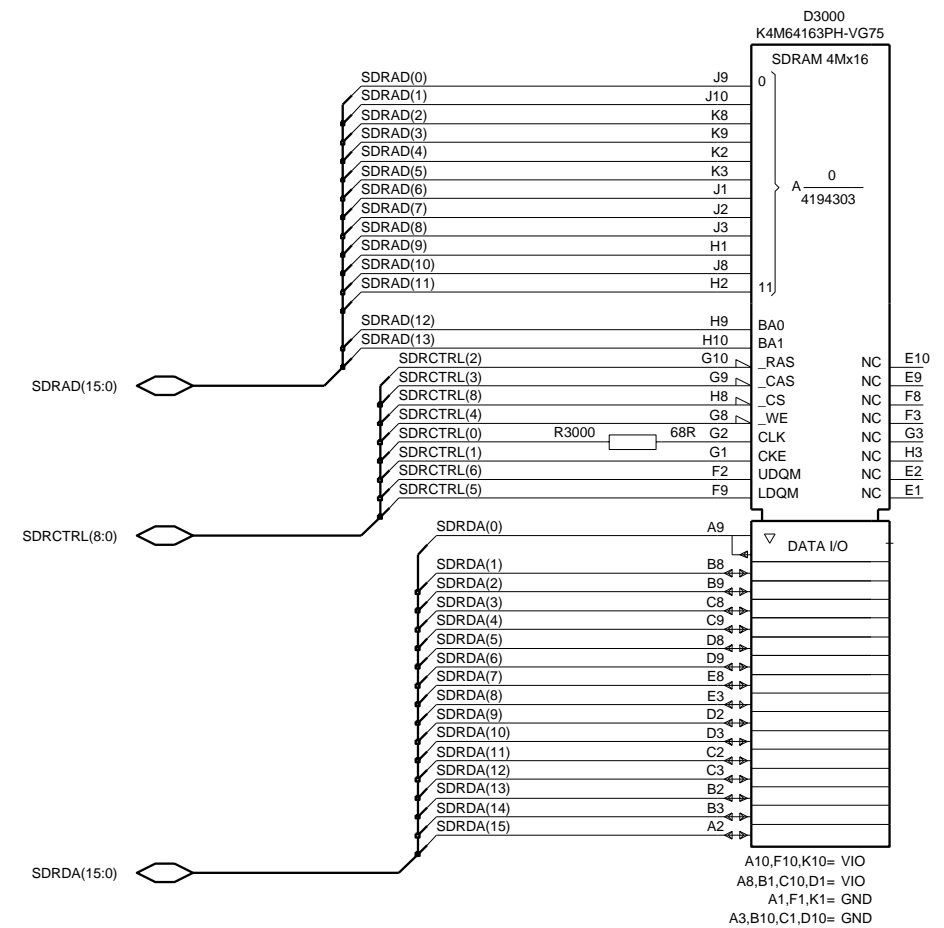 D3000
K4M64163PH-VG75
SDRAM 4Mx16
SDRAD(0) J9 0
SDRAD(1) J10
SDRAD(2) K8
SDRAD(3) K9
SDRAD(4) K2
SDRAD(5) K3
SDRAD(6) J1
A 0
4194303
SDRAD(7) J2
SDRAD(8) J3
SDRAD(9) H1
SDRAD(10) J8
SDRAD(11) H2 11
SDRAD(12) H9 BA0
SDRAD(13) H10 BA1
SDRCTRL(2) G10 _RAS NC E10
SDRAD(15:0)
SDRCTRL(3) G9 _CAS NC E9
SDRCTRL(8) H8 _CS NC F8
SDRCTRL(4) G8 _WE NC F3
SDRCTRL(0) R3000 68R G2 CLK NC G3
SDRCTRL(1) G1 CKE NC H3
SDRCTRL(6) F2 UDQM NC E2
SDRCTRL(5) F9 LDQM NC E1
SDRCTRL(8:0)
SDRDA(0) A9
DATA I/O
SDRDA(1) B8
SDRDA(2) B9
SDRDA(3) C8
SDRDA(4) C9
SDRDA(5) D8
SDRDA(6) D9
SDRDA(7) E8
SDRDA(8) E3
SDRDA(9) D2
SDRDA(10) D3
SDRDA(11) C2
SDRDA(12) C3
SDRDA(13) B2
SDRDA(14) B3
SDRDA(15) A2
SDRDA(15:0)
A10,F10,K10= VIO
A8,B1,C10,D1= VIO
A1,F1,K1= GND
A3,B10,C1,D10= GND